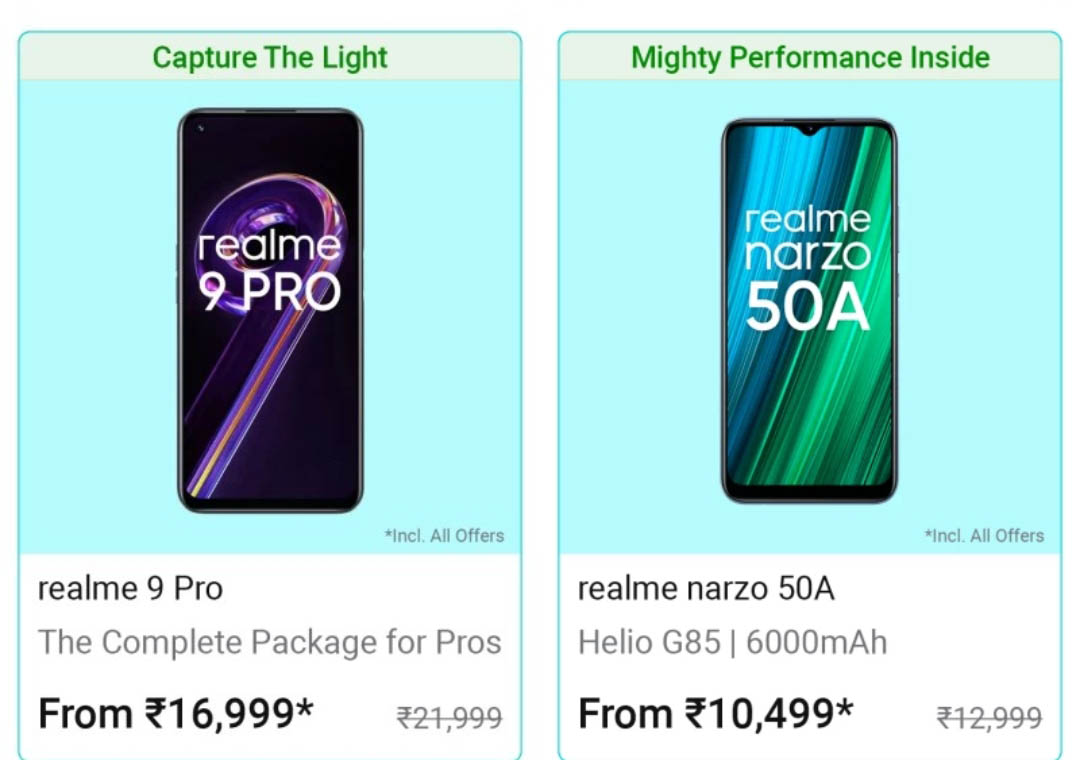 Capture The Light
realme
9 PRO
*Incl. All Offers
realme 9 Pro
The Complete Package for Pros
From ₹16,999* ₹21,999
Mighty Performance Inside
realme
narzo
50A
*Incl. All Offers
realme narzo 50A
Helio G85 | 6000mAh
From ₹10,499* ₹12,999